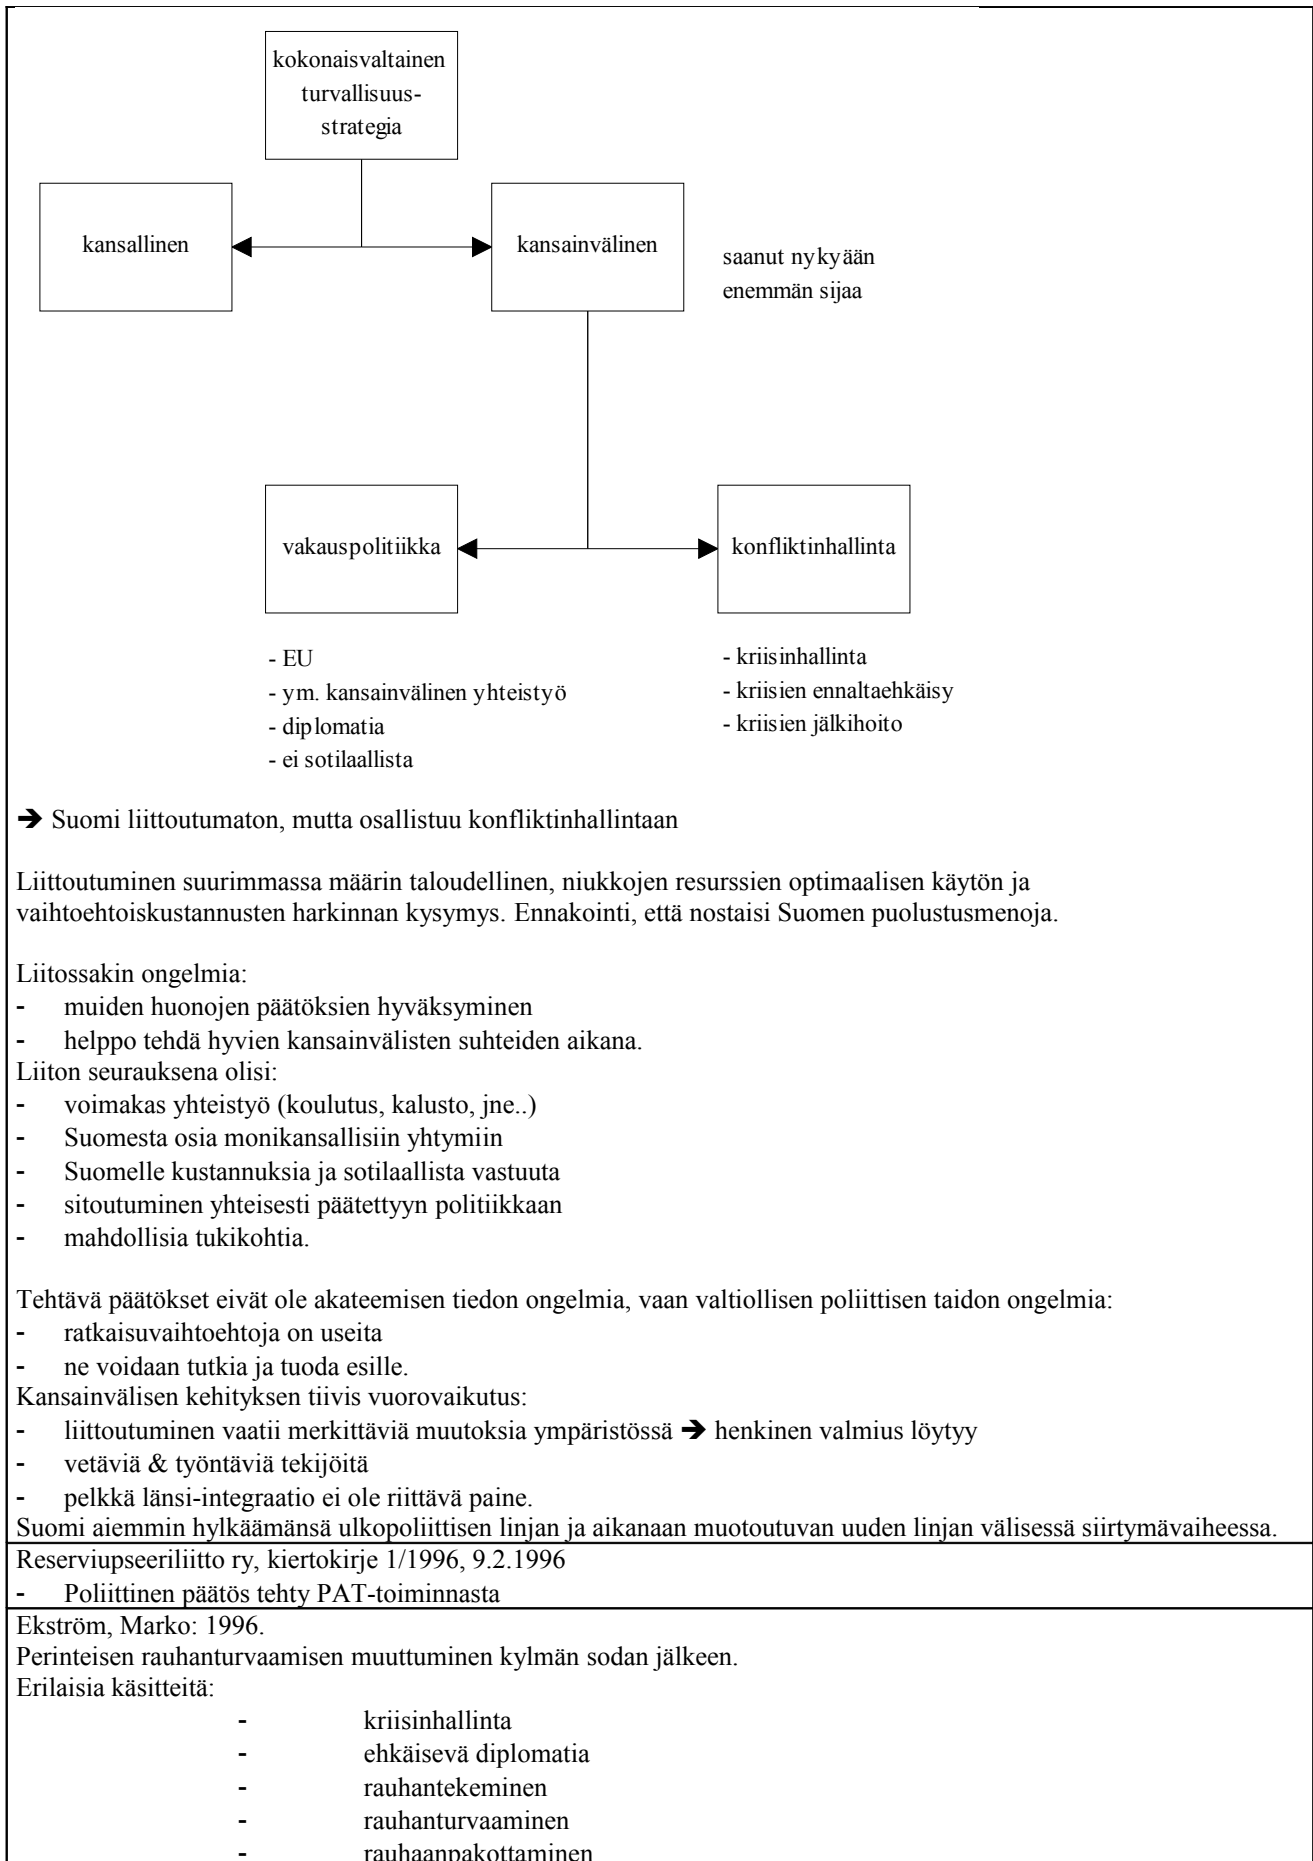 kokonaisvaltainen
turvallisuus-
strategia
kansallinen
kansainvälinen
saanut nykyään
enemmän sijaa
vakauspolitiikka
konfliktinhallinta
- EU
- ym. kansainvälinen yhteistyö
- diplomatia
- ei sotilaallista
- kriisinhallinta
- kriisien ennaltaehkäisy
- kriisien jälkihoito
➔ Suomi liittoutumaton, mutta osallistuu konfliktinhallintaan
Liittoutuminen suurimmassa määrin taloudellinen, niukkojen resurssien optimaalisen käytön ja
vaihtoehtoiskustannusten harkinnan kysymys. Ennakointi, että nostaisi Suomen puolustusmenoja.
Liitossakin ongelmia:
- muiden huonojen päätöksien hyväksyminen
- helppo tehdä hyvien kansainvälisten suhteiden aikana.
Liiton seurauksena olisi:
- voimakas yhteistyö (koulutus, kalusto, jne..)
- Suomesta osia monikansallisiin yhtymiin
- Suomelle kustannuksia ja sotilaallista vastuuta
- sitoutuminen yhteisesti päätettyyn politiikkaan
- mahdollisia tukikohtia.
Tehtävä päätökset eivät ole akateemisen tiedon ongelmia, vaan valtiollisen poliittisen taidon ongelmia:
- ratkaisuvaihtoehtoja on useita
- ne voidaan tutkia ja tuoda esille.
Kansainvälisen kehityksen tiivis vuorovaikutus:
- liittoutuminen vaatii merkittäviä muutoksia ympäristössä ➔ henkinen valmius löytyy
- vetäviä & työntäviä tekijöitä
- pelkkä länsi-integraatio ei ole riittävä paine.
Suomi aiemmin hylkäämänsä ulkopoliittisen linjan ja aikanaan muotoutuvan uuden linjan välisessä siirtymävaiheessa.
Reserviupseeriliitto ry, kiertokirje 1/1996, 9.2.1996
- Poliittinen päätös tehty PAT-toiminnasta
Ekström, Marko: 1996.
Perinteisen rauhanturvaamisen muuttuminen kylmän sodan jälkeen.
Erilaisia käsitteitä:
- kriisinhallinta
- ehkäisevä diplomatia
- rauhantekeminen
- rauhanturvaaminen
- rauhaanpakottaminen